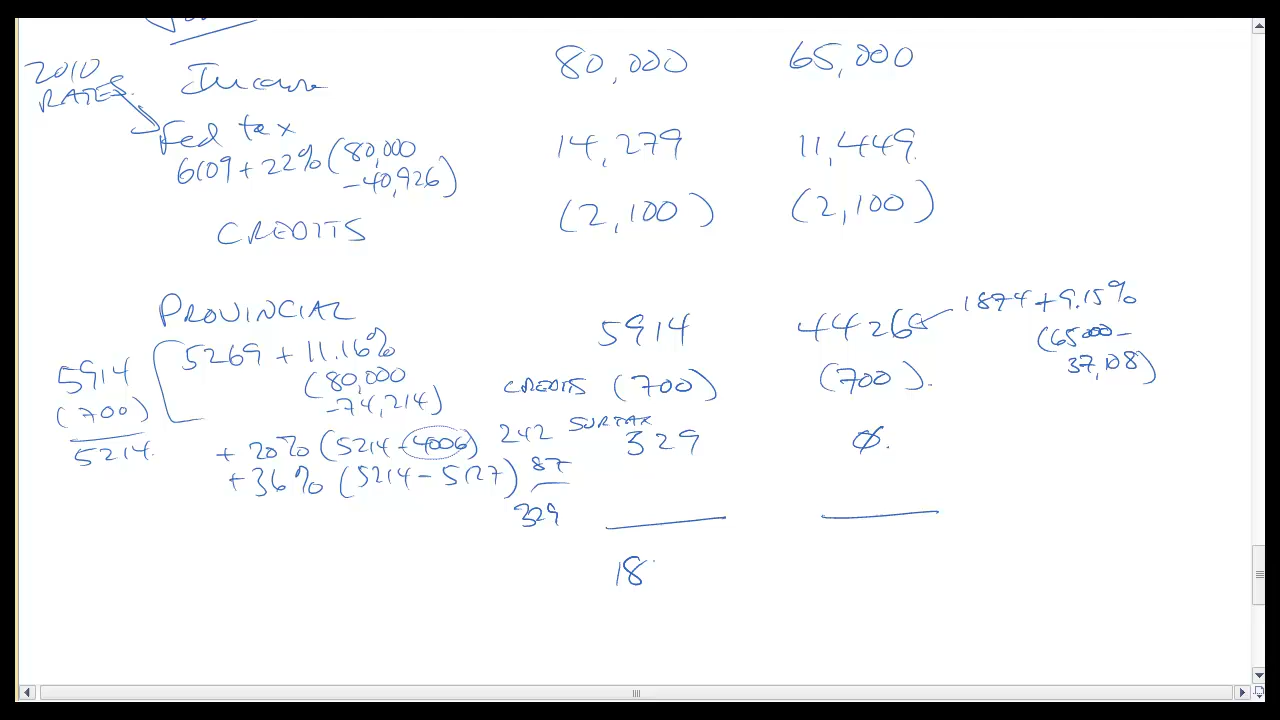 2010
RATES.
Income 80,000 65,000
Fed tax
6109 + 22% (80,000
-40,926) 14,279 11,449
CREDITS (2,100) (2,100)
PROVINCIAL 5914 4426 1874 + 9.15%
(65000 -
37,108)
5269 + 11.16%
(80,000
-74,214)
CREDITS (700) (700).
5914
(700)
5214.
+ 20% (5214 - 4006) 242 SURTAX 329 Ø.
+ 36% (5214 - 5127) 87
329
18